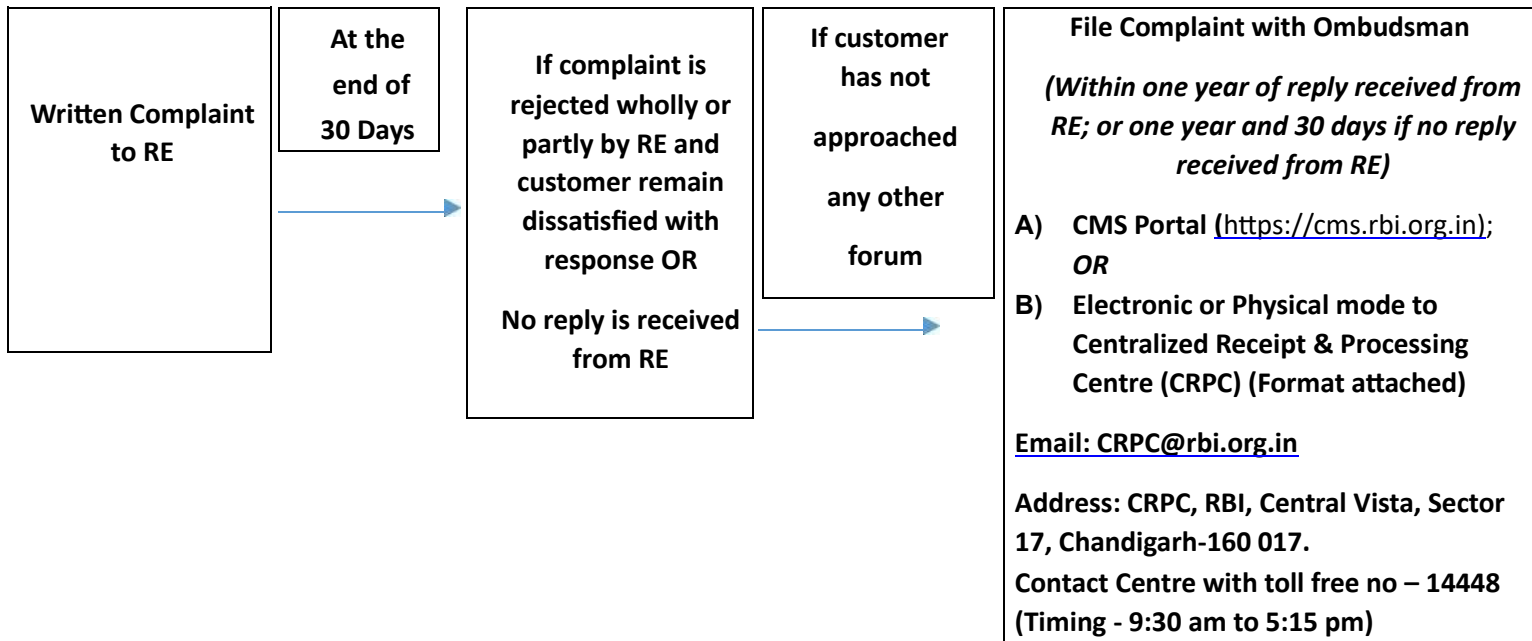 Written Complaint
to RE
At the
end of
30 Days
If complaint is
rejected wholly or
partly by RE and
customer remain
dissatisfied with
response OR
No reply is received
from RE
If customer
has not
approached
any other
forum
File Complaint with Ombudsman
(Within one year of reply received from
RE; or one year and 30 days if no reply
received from RE)
A) CMS Portal (https://cms.rbi.org.in);
OR
B) Electronic or Physical mode to
Centralized Receipt & Processing
Centre (CRPC) (Format attached)
Email: CRPC@rbi.org.in
Address: CRPC, RBI, Central Vista, Sector
17, Chandigarh-160 017.
Contact Centre with toll free no – 14448
(Timing - 9:30 am to 5:15 pm)